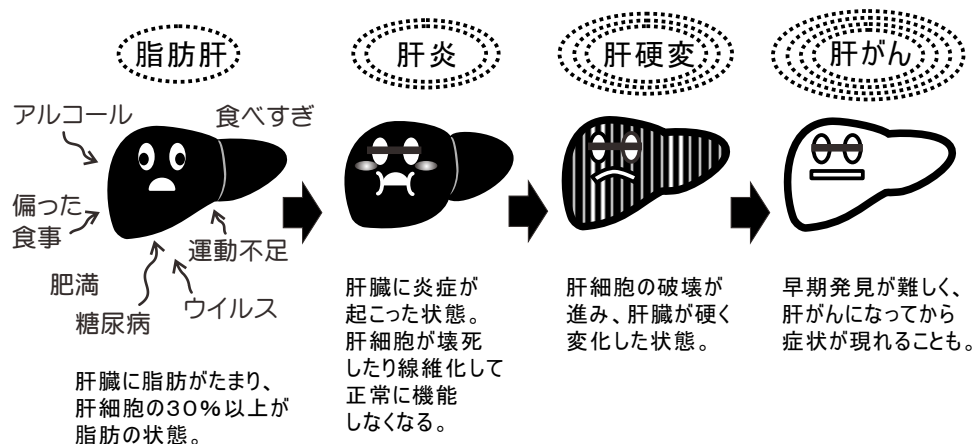 脂肪肝
アルコール
食べすぎ
偏った
食事
運動不足
肥満
糖尿病
ウイルス
肝臓に脂肪がたまり、
肝細胞の30%以上が
脂肪の状態。
肝炎
肝臓に炎症が
起こった状態。
肝細胞が壊死
したり線維化して
正常に機能
しなくなる。
肝硬変
肝細胞の破壊が
進み、肝臓が硬く
変化した状態。
肝がん
早期発見が難しく、
肝がんになってから
症状が現れることも。